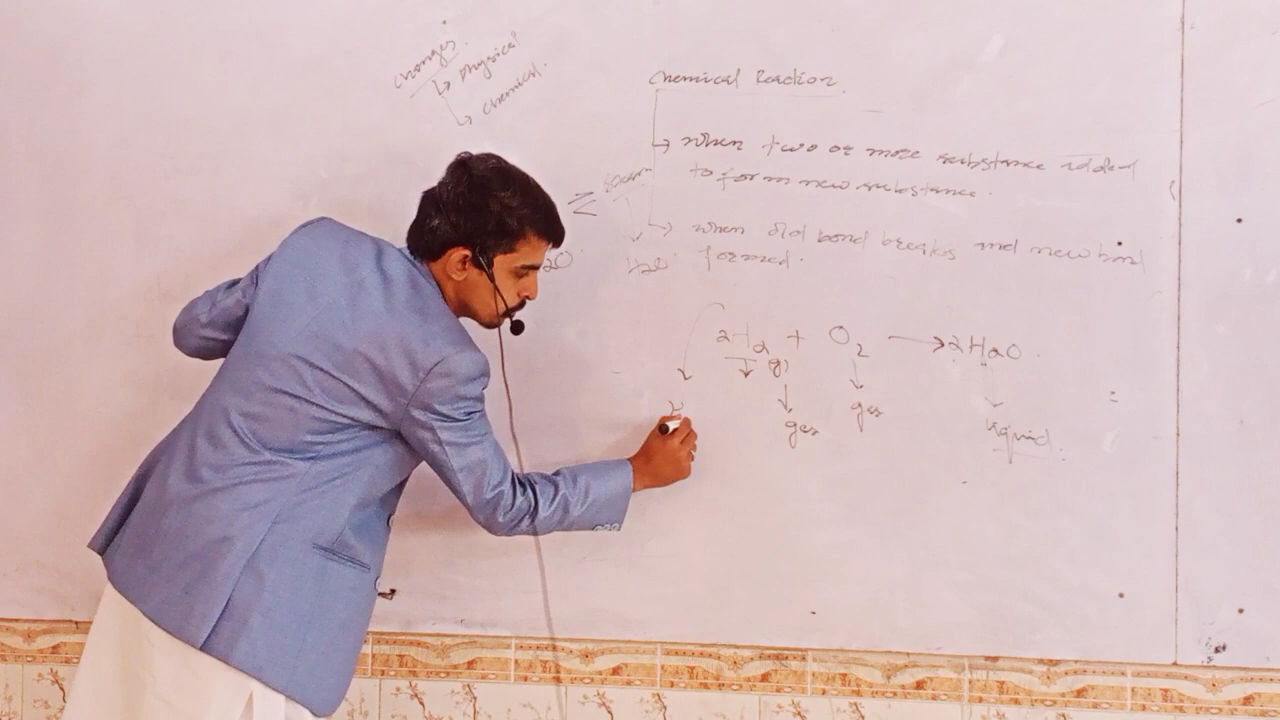 changes.
↳ physical
↳ chemical.
Chemical Reaction.
→ when two or more substance added
to form new substance.
→ when old bond breaks and new bond
formed.
H2O
2H2 + O2 → 2H2O
(g)
gas
gas
liquid.